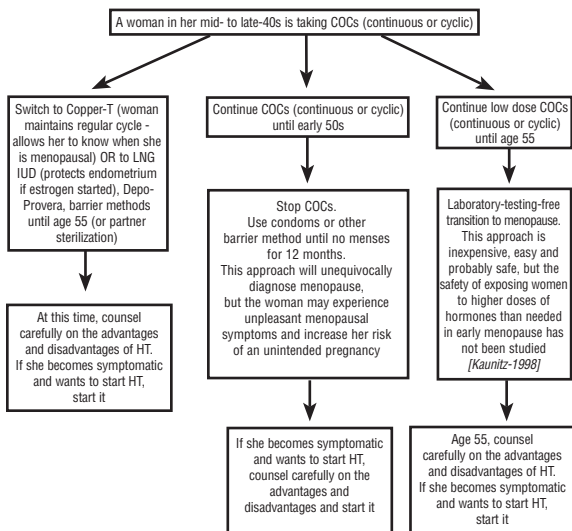 A woman in her mid- to late-40s is taking COCs (continuous or cyclic)
Switch to Copper-T (woman
maintains regular cycle -
allows her to know when she
is menopausal) OR to LNG
IUD (protects endometrium
if estrogen started), Depo-
Provera, barrier methods
until age 55 (or partner
sterilization)
At this time, counsel
carefully on the advantages
and disadvantages of HT.
If she becomes symptomatic
and wants to start HT,
start it
Continue COCs (continuous or cyclic)
until early 50s
Stop COCs.
Use condoms or other
barrier method until no menses
for 12 months.
This approach will unequivocally
diagnose menopause,
but the woman may experience
unpleasant menopausal
symptoms and increase her risk
of an unintended pregnancy
If she becomes symptomatic
and wants to start HT,
counsel carefully on the
advantages and
disadvantages and start it
Continue low dose COCs
(continuous or cyclic)
until age 55
Laboratory-testing-free
transition to menopause.
This approach is
inexpensive, easy and
probably safe, but the
safety of exposing women
to higher doses of
hormones than needed
in early menopause has
not been studied
[Kaunitz-1998]
Age 55, counsel
carefully on the advantages
and disadvantages of HT.
If she becomes symptomatic
and wants to start HT,
start it